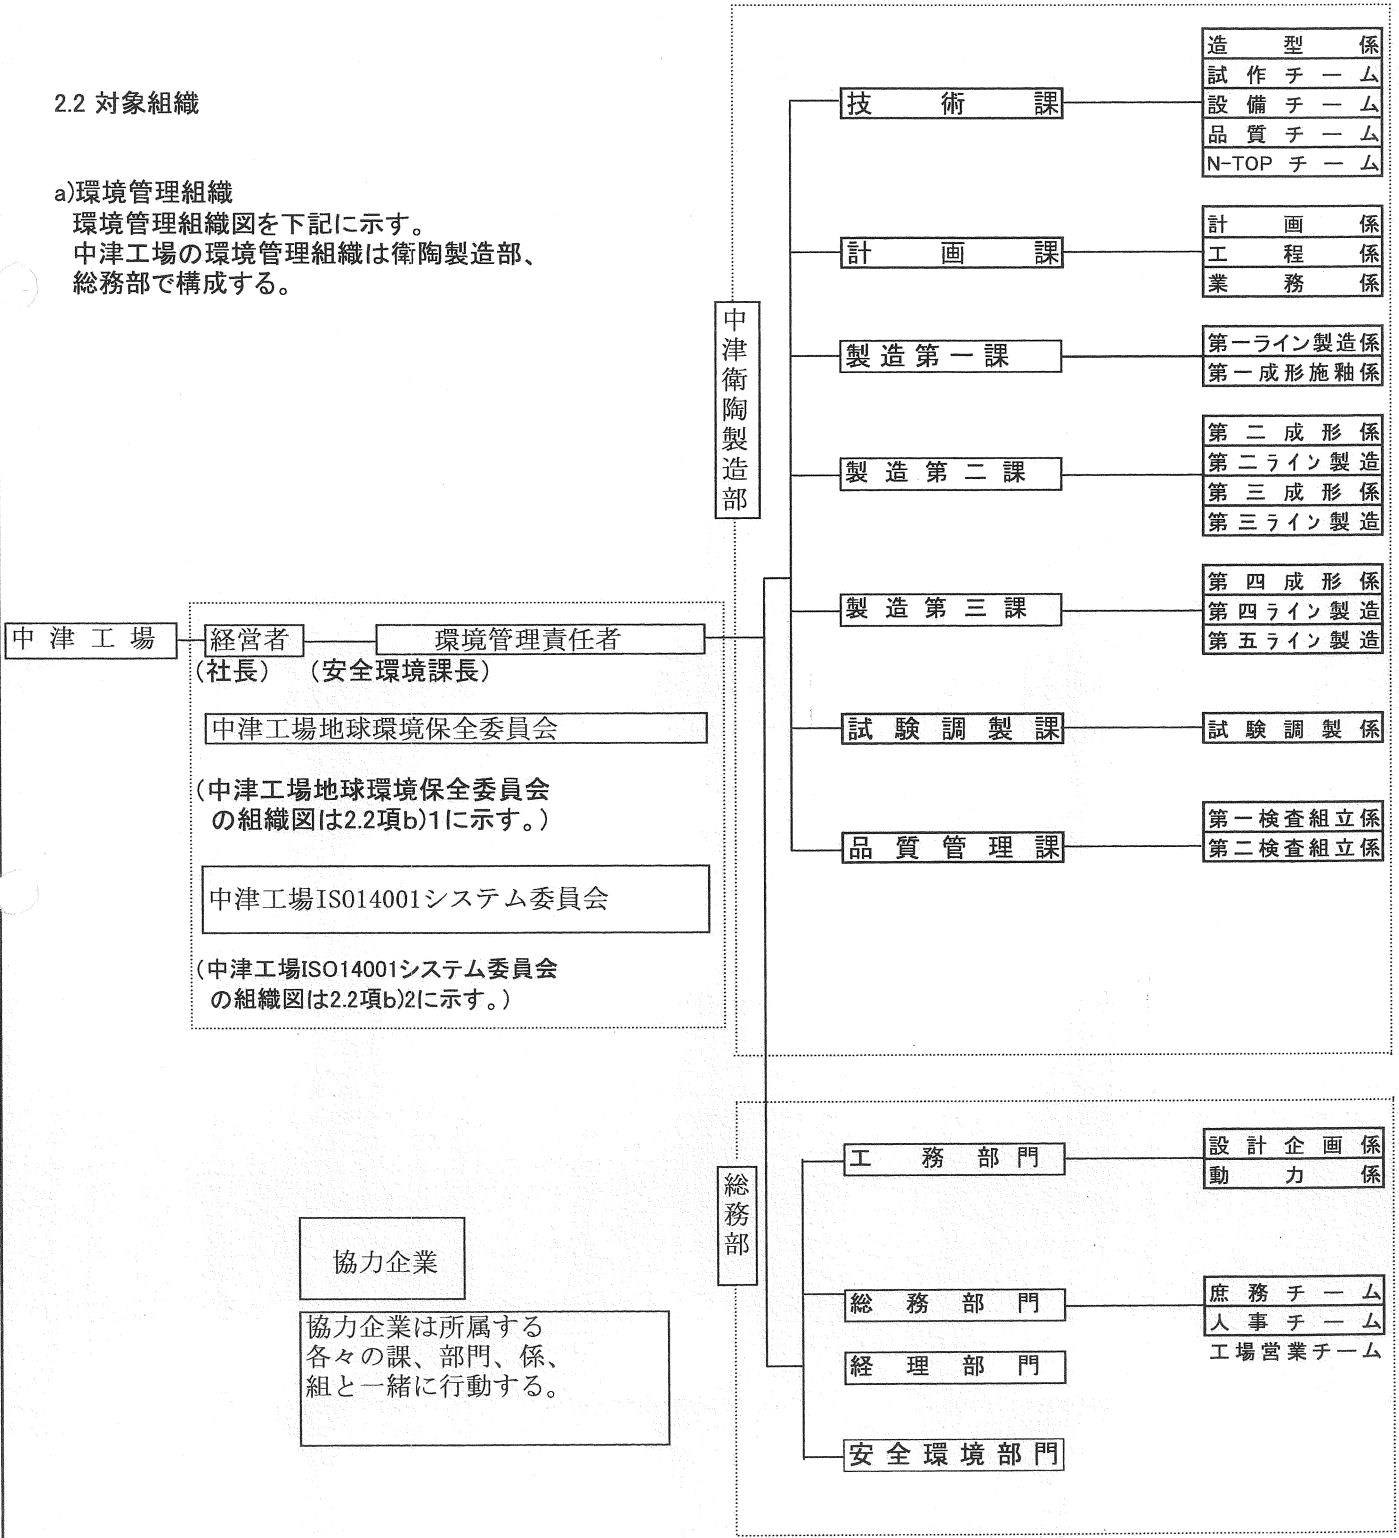 2.2 対象組織
a)環境管理組織
環境管理組織図を下記に示す。
中津工場の環境管理組織は衛陶製造部、
総務部で構成する。
中津工場
経営者
環境管理責任者
(社長)
(安全環境課長)
中津工場地球環境保全委員会
(中津工場地球環境保全委員会
の組織図は2.2項b)1に示す。)
中津工場ISO14001システム委員会
(中津工場ISO14001システム委員会
の組織図は2.2項b)2に示す。)
協力企業
協力企業は所属する
各々の課、部門、係、
組と一緒に行動する。
中津衛陶製造部
技術課
造型係
試作チーム
設備チーム
品質チーム
N-TOPチーム
計画課
計画係
工程係
業務係
製造第一課
第一ライン製造係
第一成形施釉係
製造第二課
第二成形係
第二ライン製造
第三成形係
第三ライン製造
製造第三課
第四成形係
第四ライン製造
第五ライン製造
試験調製課
試験調製係
品質管理課
第一検査組立係
第二検査組立係
総務部
工務部門
設計企画係
動力係
総務部門
庶務チーム
人事チーム
工場営業チーム
経理部門
安全環境部門